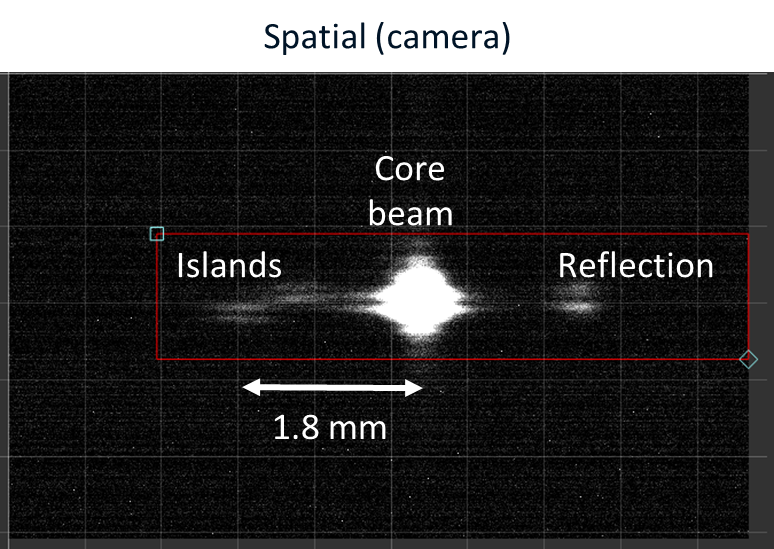 Spatial (camera)
Core
beam
Islands
Reflection
1.8 mm